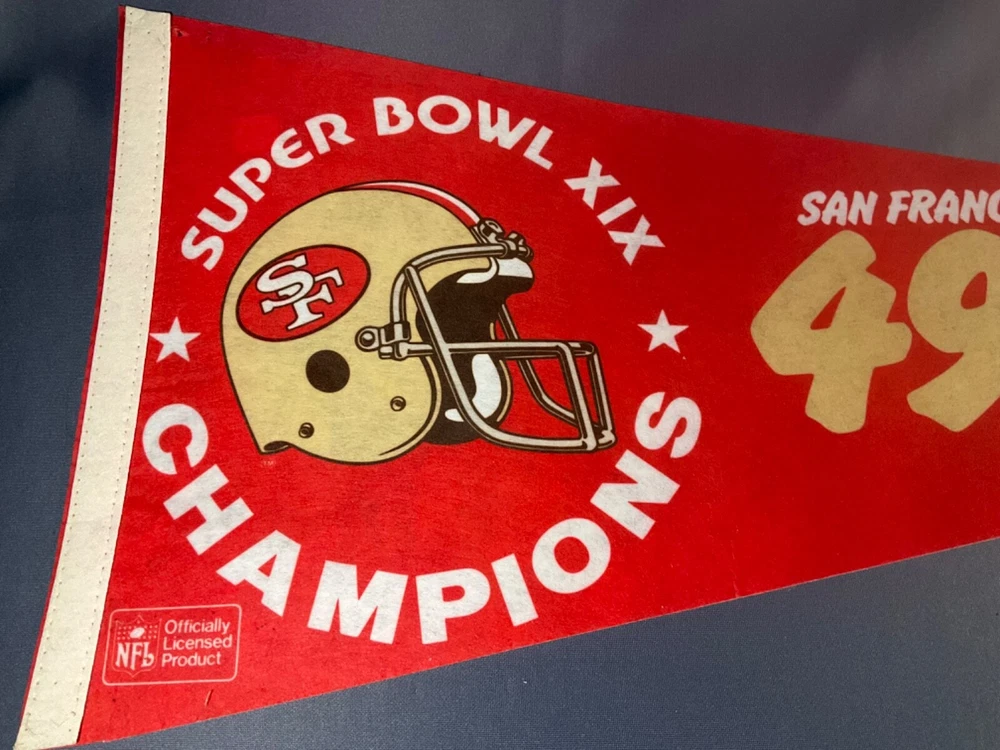 SUPER BOWL XIX
SF
CHAMPIONS
NFL
Officially
Licensed
Product
SAN FRANC
49